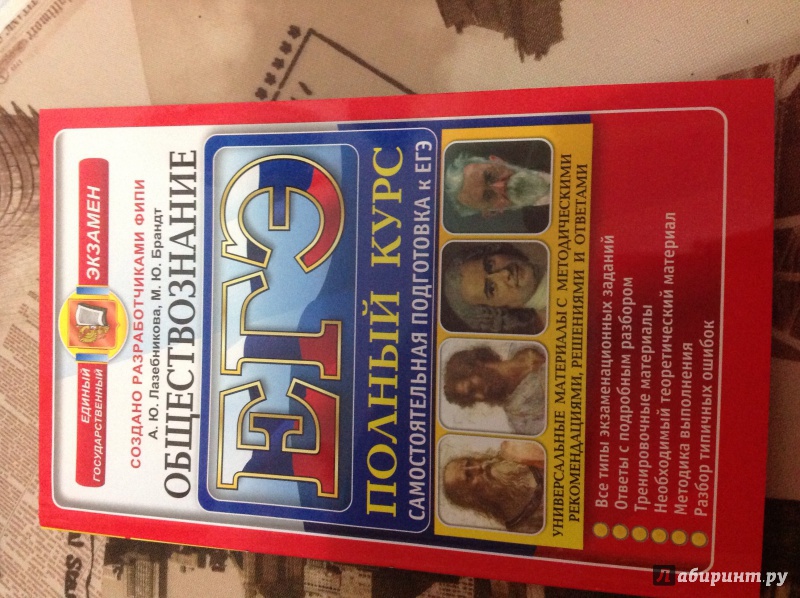 ЕДИНЫЙ
ГОСУДАРСТВЕННЫЙ
ЭКЗАМЕН
СОЗДАНО РАЗРАБОТЧИКАМИ ФИПИ
А. Ю. Лазебникова, М. Ю. Брандт
ОБЩЕСТВОЗНАНИЕ
ЕГЭ
ПОЛНЫЙ КУРС
САМОСТОЯТЕЛЬНАЯ ПОДГОТОВКА К ЕГЭ
УНИВЕРСАЛЬНЫЕ МАТЕРИАЛЫ С МЕТОДИЧЕСКИМИ
РЕКОМЕНДАЦИЯМИ, РЕШЕНИЯМИ И ОТВЕТАМИ
Все типы экзаменационных заданий
Ответы с подробным разбором
Тренировочные материалы
Необходимый теоретический материал
Методика выполнения
Разбор типичных ошибок
Лабиринт.ру